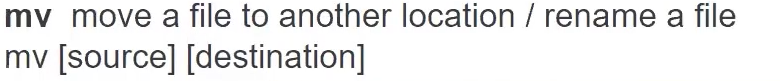 mv move a file to another location / rename a file
mv [source] [destination]